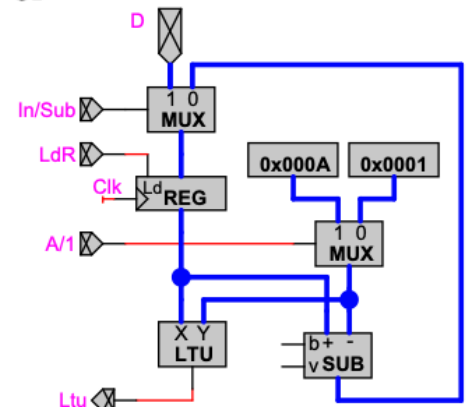 D
1 0
MUX
In/Sub
LdR
Clk
Ld
REG
0x000A
0x0001
A/1
1 0
MUX
X Y
LTU
b + -
v SUB
Ltu